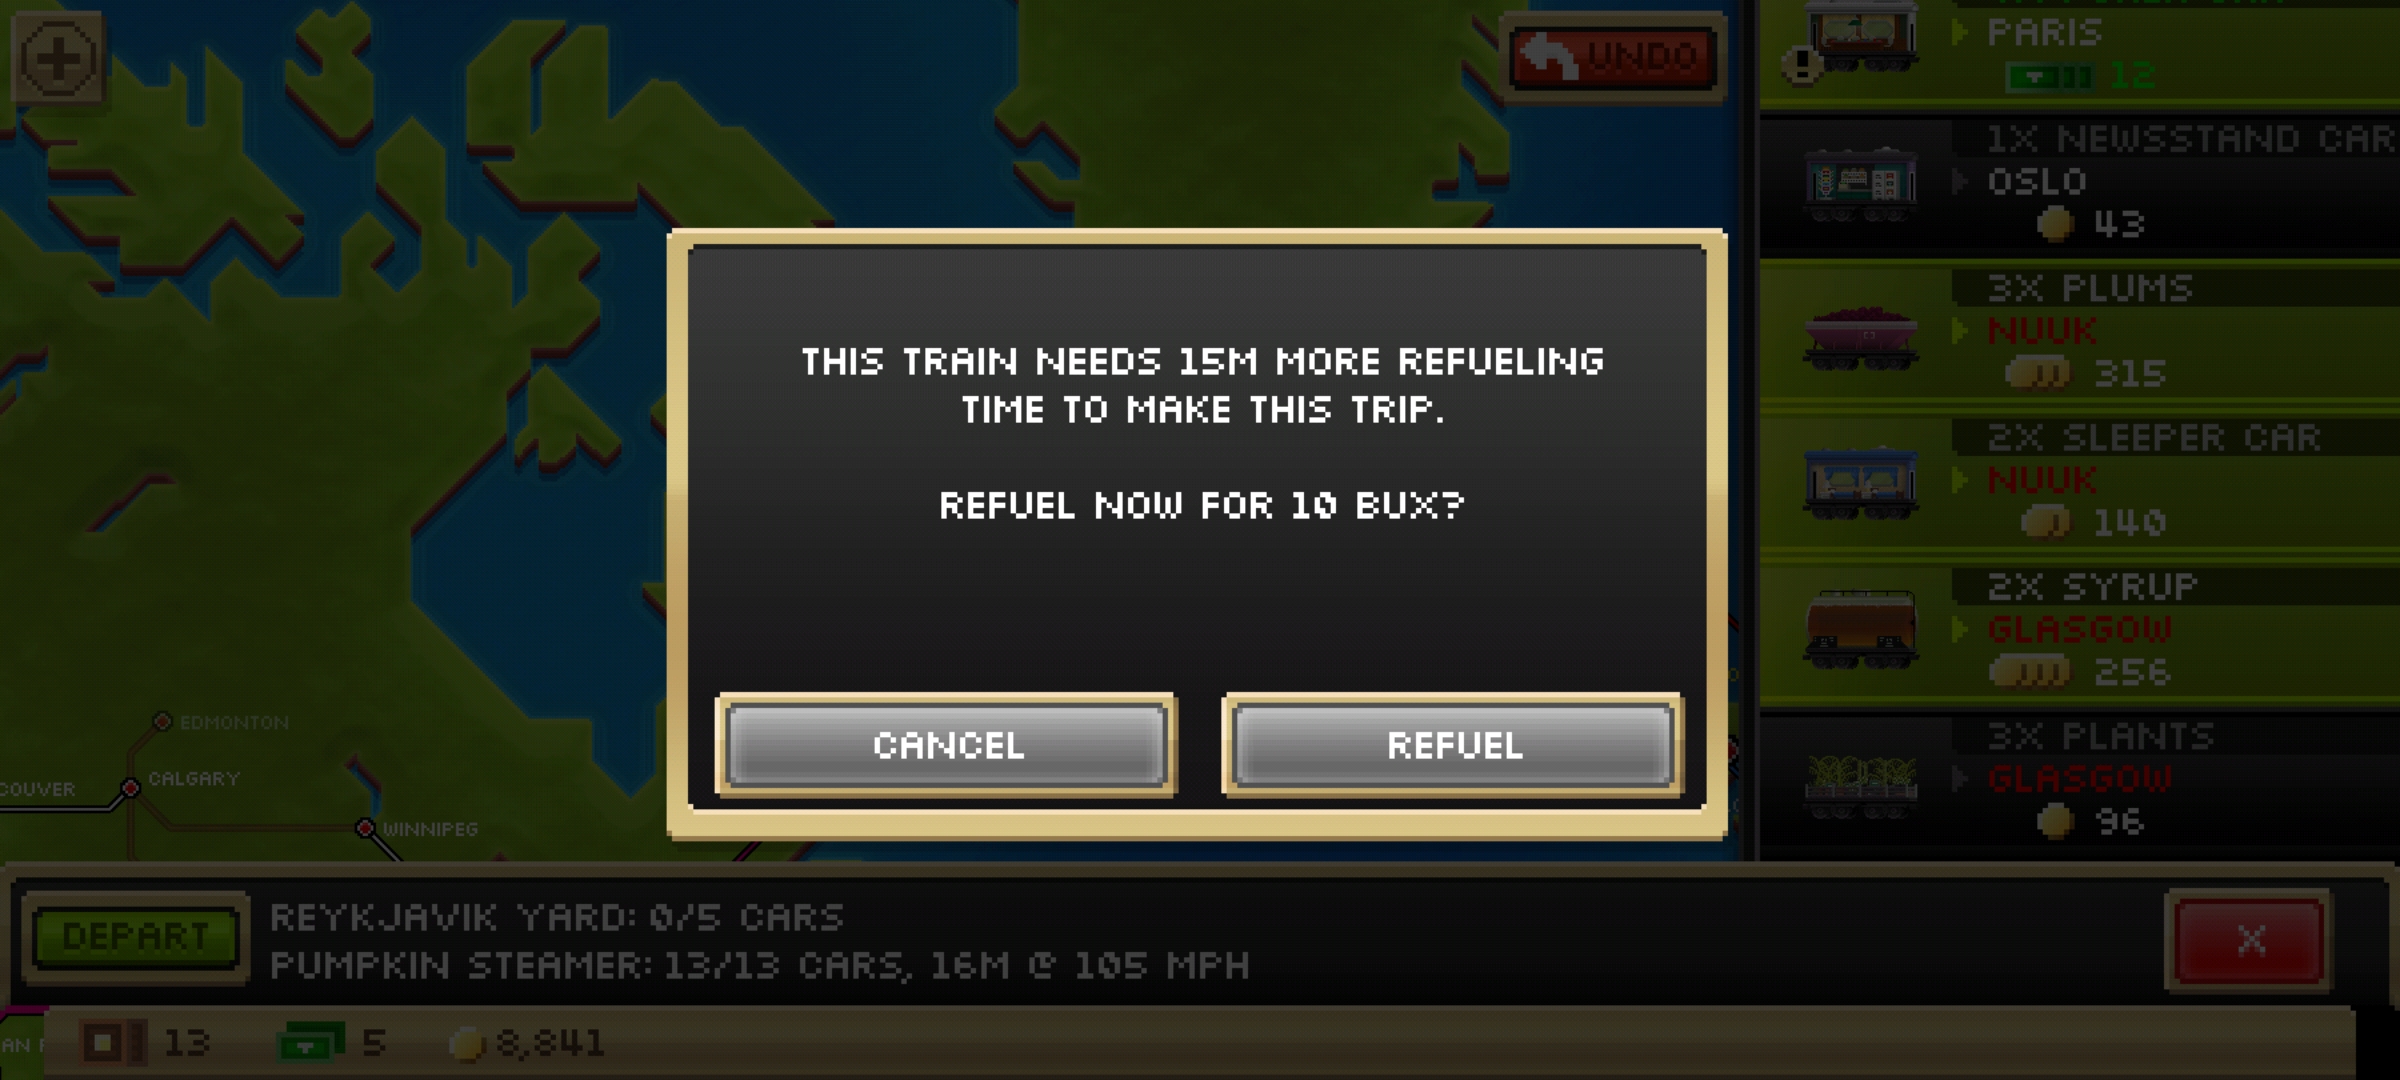 UNDO
PARIS
12
1X NEWSSTAND CAR
OSLO
43
3X PLUMS
NUUK
315
2X SLEEPER CAR
NUUK
140
2X SYRUP
GLASGOW
256
3X PLANTS
GLASGOW
96
THIS TRAIN NEEDS 15M MORE REFUELING
TIME TO MAKE THIS TRIP.
REFUEL NOW FOR 10 BUX?
CANCEL
REFUEL
EDMONTON
CALGARY
COUVER
WINNIPEG
DEPART
REYKJAVIK YARD: 0/5 CARS
PUMPKIN STEAMER: 13/13 CARS, 16M @ 105 MPH
X
13
5
8,841